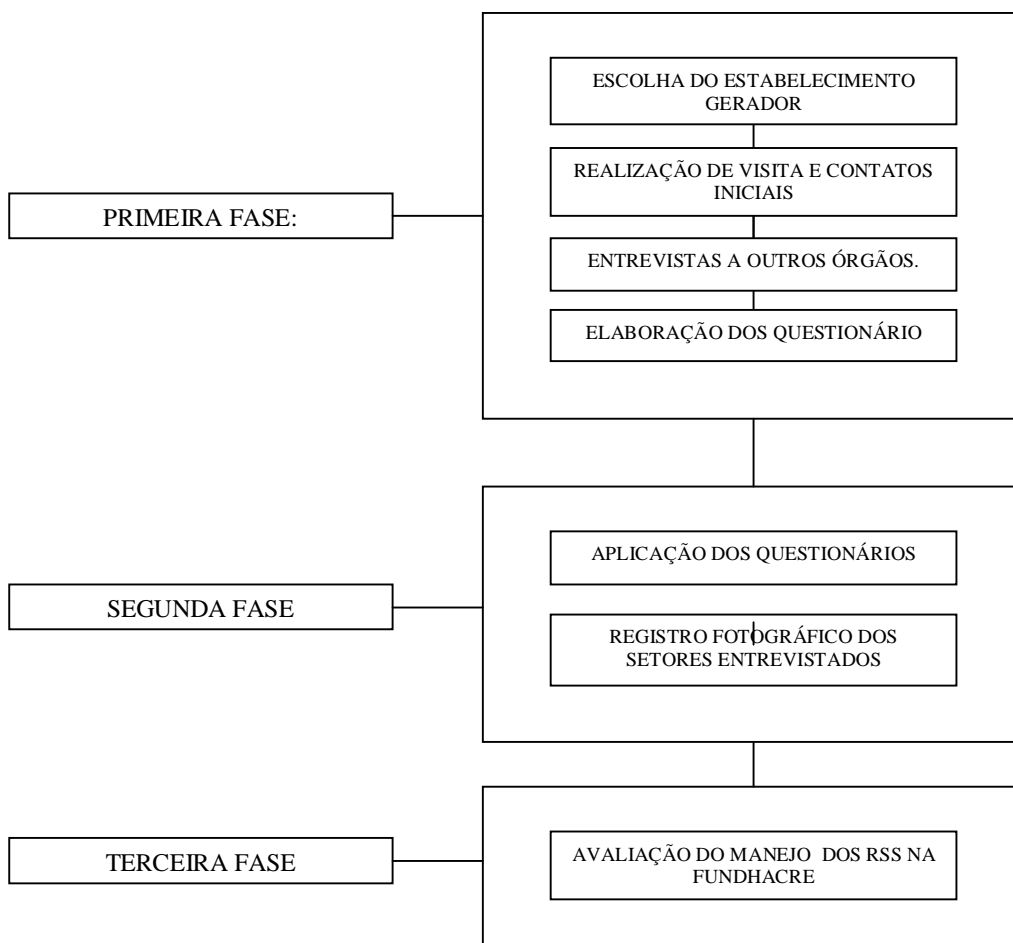 PRIMEIRA FASE:
ESCOLHA DO ESTABELECIMENTO
GERADOR
REALIZAÇÃO DE VISITA E CONTATOS
INICIAIS
ENTREVISTAS A OUTROS ÓRGÃOS.
ELABORAÇÃO DOS QUESTIONÁRIO
SEGUNDA FASE
APLICAÇÃO DOS QUESTIONÁRIOS
REGISTRO FOTOGRÁFICO DOS
SETORES ENTREVISTADOS
TERCEIRA FASE
AVALIAÇÃO DO MANEJO DOS RSS NA
FUNDHACRE